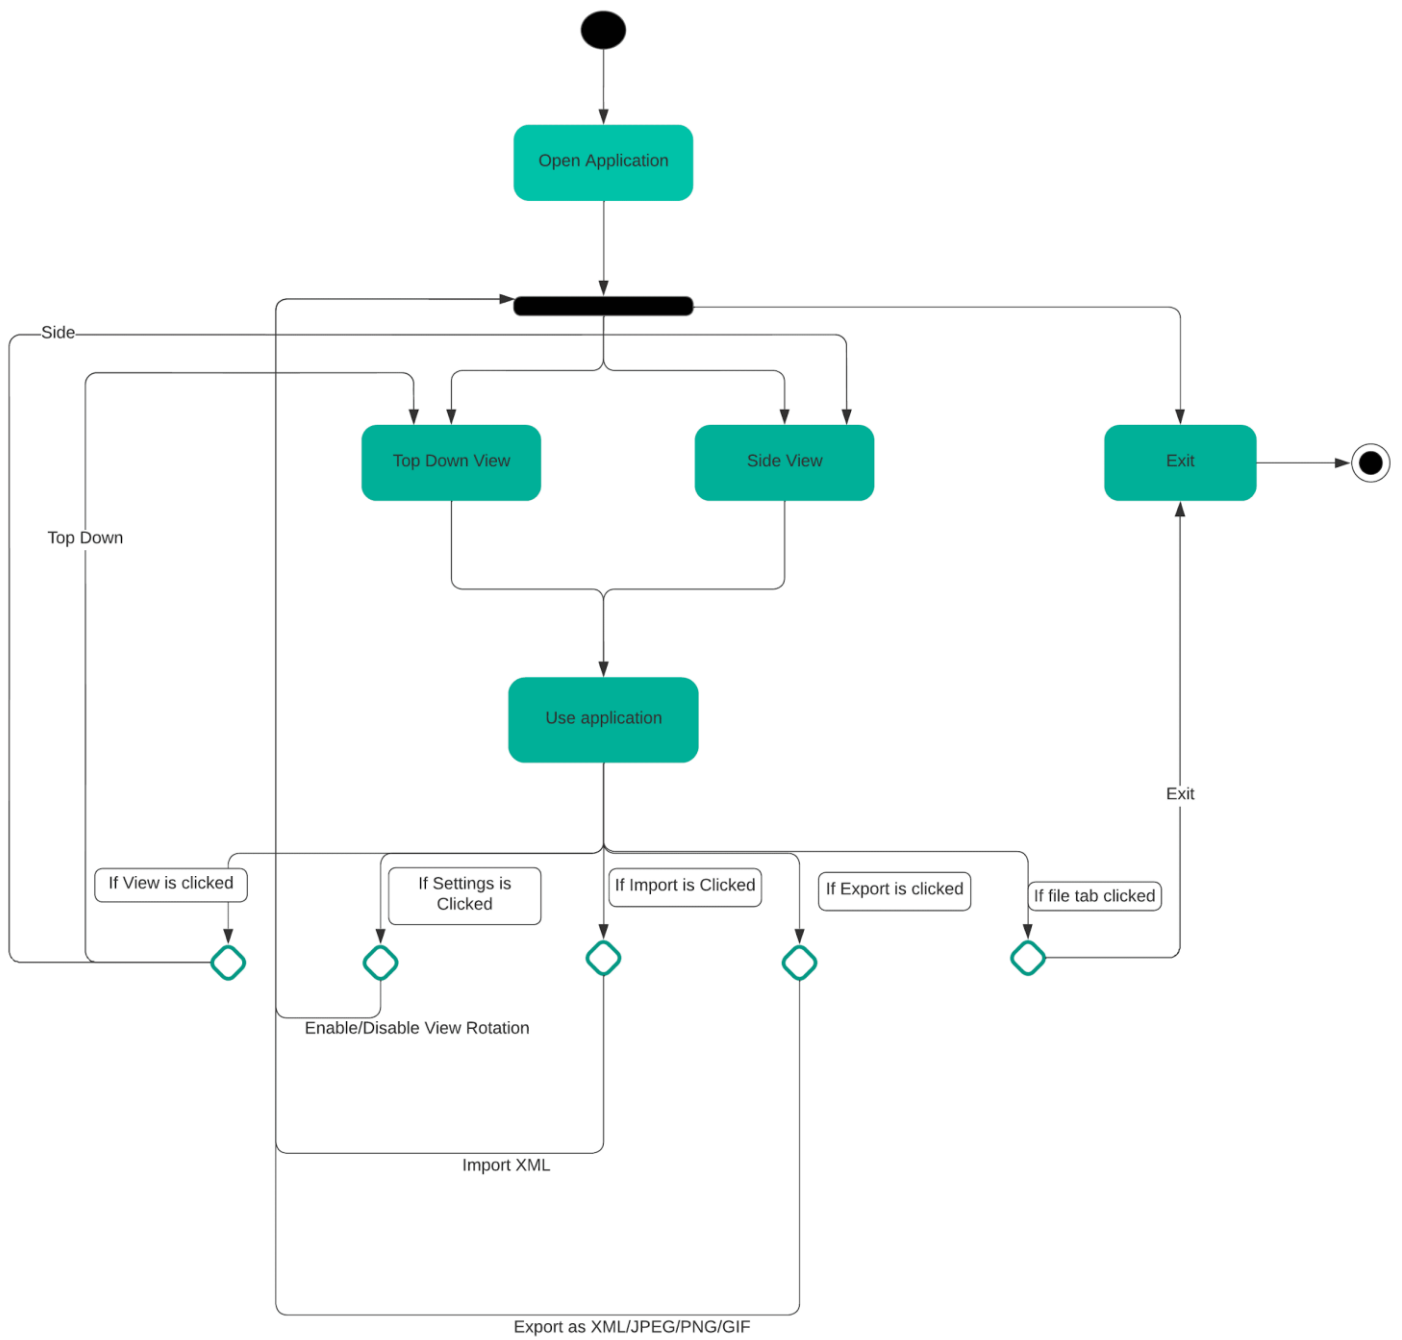 Open Application
Side
Top Down View
Side View
Exit
Top Down
Use application
Exit
If View is clicked
If Settings is
Clicked
If Import is Clicked
If Export is clicked
If file tab clicked
Enable/Disable View Rotation
Import XML
Export as XML/JPEG/PNG/GIF